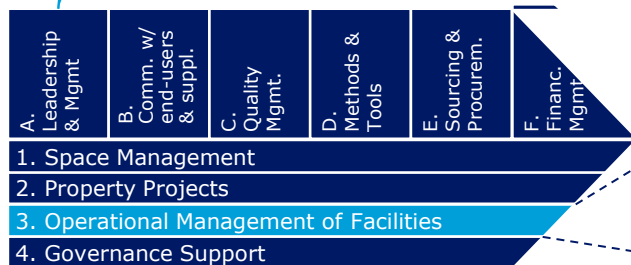 A.
Leadership
& Mgmt
B.
Comm. w/
end-users
& suppl.
C.
Quality
Mgmt.
D.
Methods &
Tools
E.
Sourcing &
Procurem.
F.
Financ.
Mgmt.
1. Space Management
2. Property Projects
3. Operational Management of Facilities
4. Governance Support